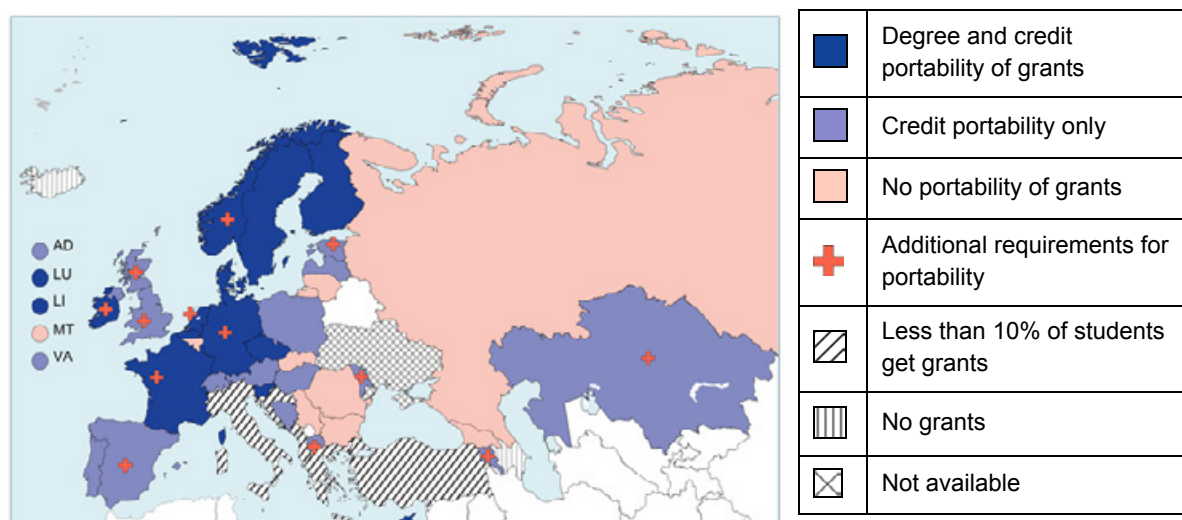 AD
LU
LI
MT
VA
Degree and credit
portability of grants
Credit portability only
No portability of grants
Additional requirements for
portability
Less than 10% of students
get grants
No grants
Not available